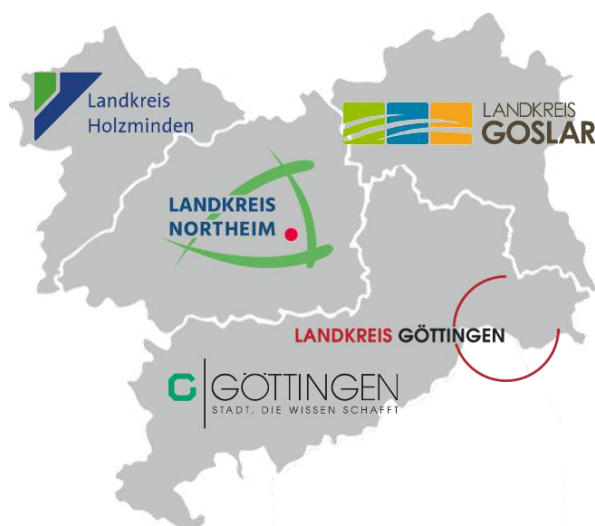 Landkreis
Holzminden
LANDKREIS
GOSLAR
LANDKREIS
NORTHEIM
LANDKREIS GÖTTINGEN
GÖTTINGEN
STADT, DIE WISSEN SCHAFFT